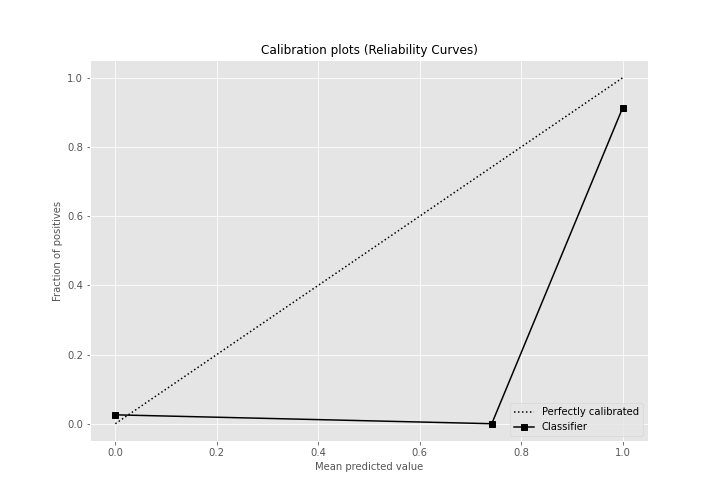 Calibration plots (Reliability Curves)
Fraction of positives
1.0
0.8
0.6
0.4
0.2
0.0
0.0 0.2 0.4 0.6 0.8 1.0
Mean predicted value
Perfectly calibrated
Classifier